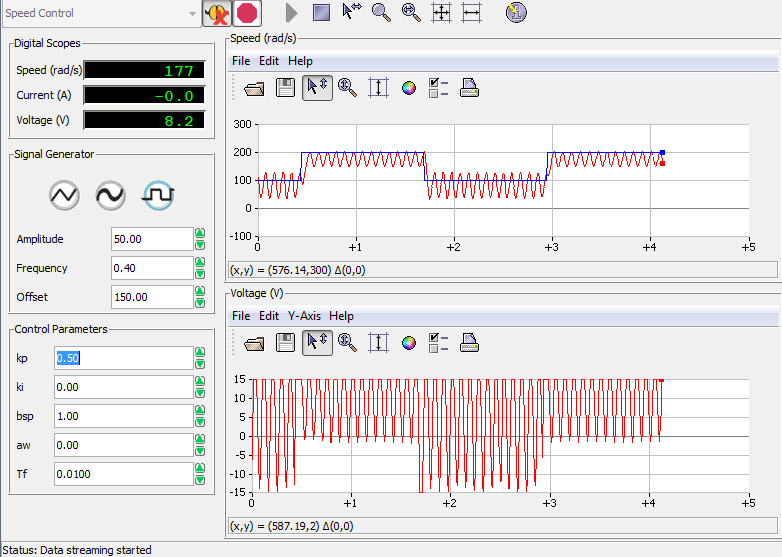 Speed Control
Digital Scopes
Speed (rad/s) 177
Current (A) -0.0
Voltage (V) 8.2
Signal Generator
Amplitude 50.00
Frequency 0.40
Offset 150.00
Control Parameters
kp 0.50
ki 0.00
bsp 1.00
aw 0.00
Tf 0.0100
Speed (rad/s)
File Edit Help
300
200
100
0
-100
0 +1 +2 +3 +4 +5
(x,y) = (576.14,300) Δ(0,0)
Voltage (V)
File Edit Y-Axis Help
15
10
5
0
-5
-10
-15
0 +1 +2 +3 +4 +5
(x,y) = (587.19,2) Δ(0,0)
Status: Data streaming started